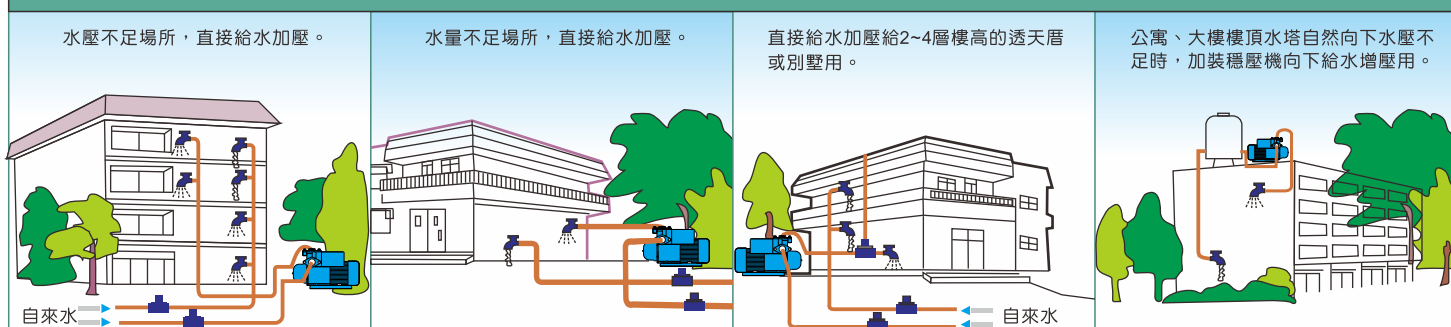 水壓不足場所，直接給水加壓。
水量不足場所，直接給水加壓。
直接給水加壓給2~4層樓高的透天厝
或別墅用。
公寓、大樓樓頂水塔自然向下水壓不
足時，加裝穩壓機向下給水增壓用。
自來水
自來水